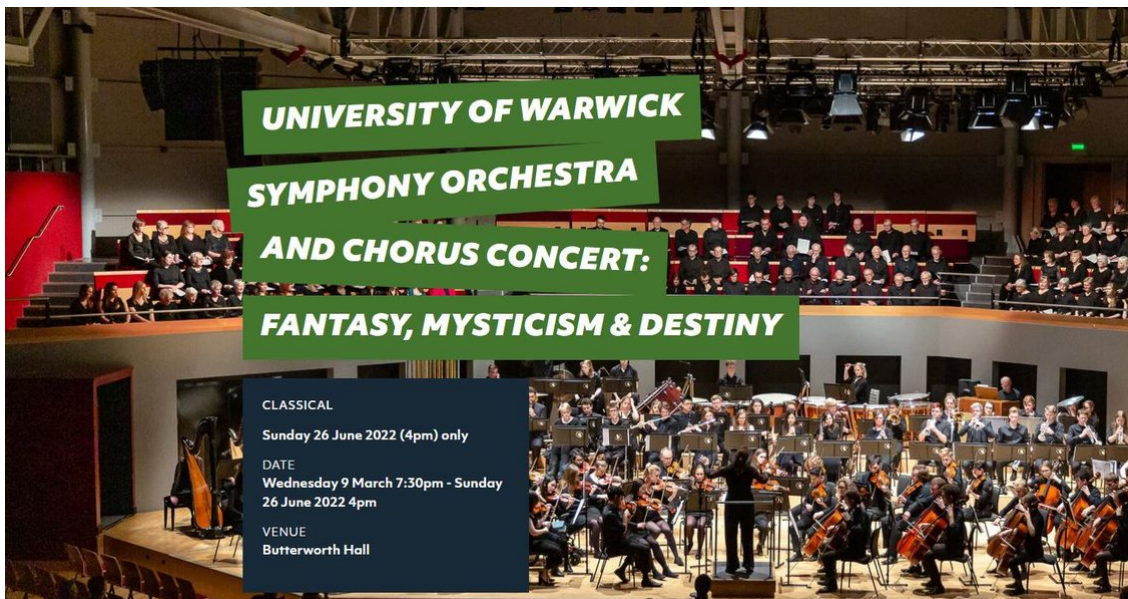 UNIVERSITY OF WARWICK
SYMPHONY ORCHESTRA
AND CHORUS CONCERT:
FANTASY, MYSTICISM & DESTINY
CLASSICAL
Sunday 26 June 2022 (4pm) only
DATE
Wednesday 9 March 7:30pm - Sunday
26 June 2022 4pm
VENUE
Butterworth Hall